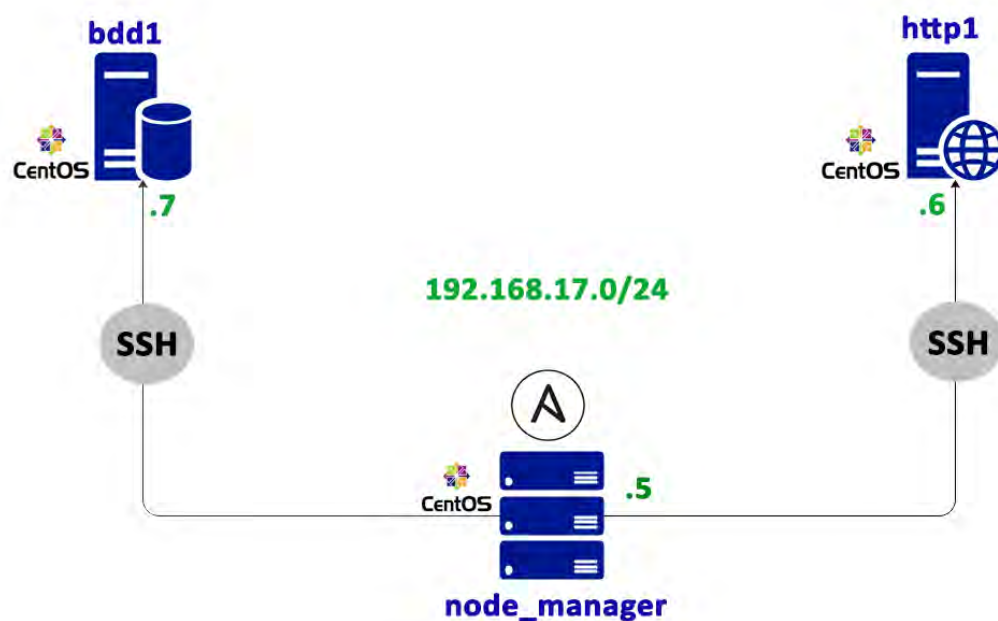 bdd1
http1
CentOS
CentOS
.7
.6
192.168.17.0/24
SSH
SSH
CentOS
.5
node_manager